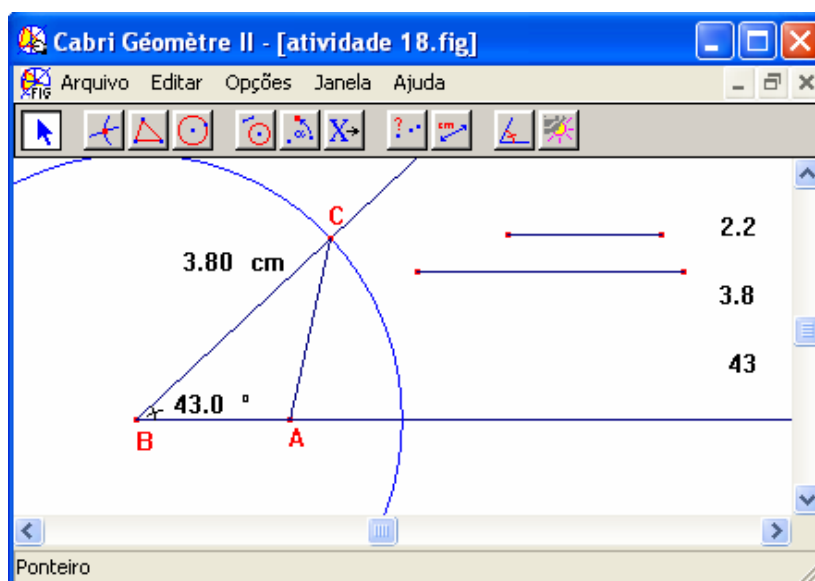 Cabri Géomètre II - [atividade 18.fig]
Arquivo Editar Opções Janela Ajuda
C
2.2
3.80 cm
3.8
43
43.0 º
B
A
Ponteiro